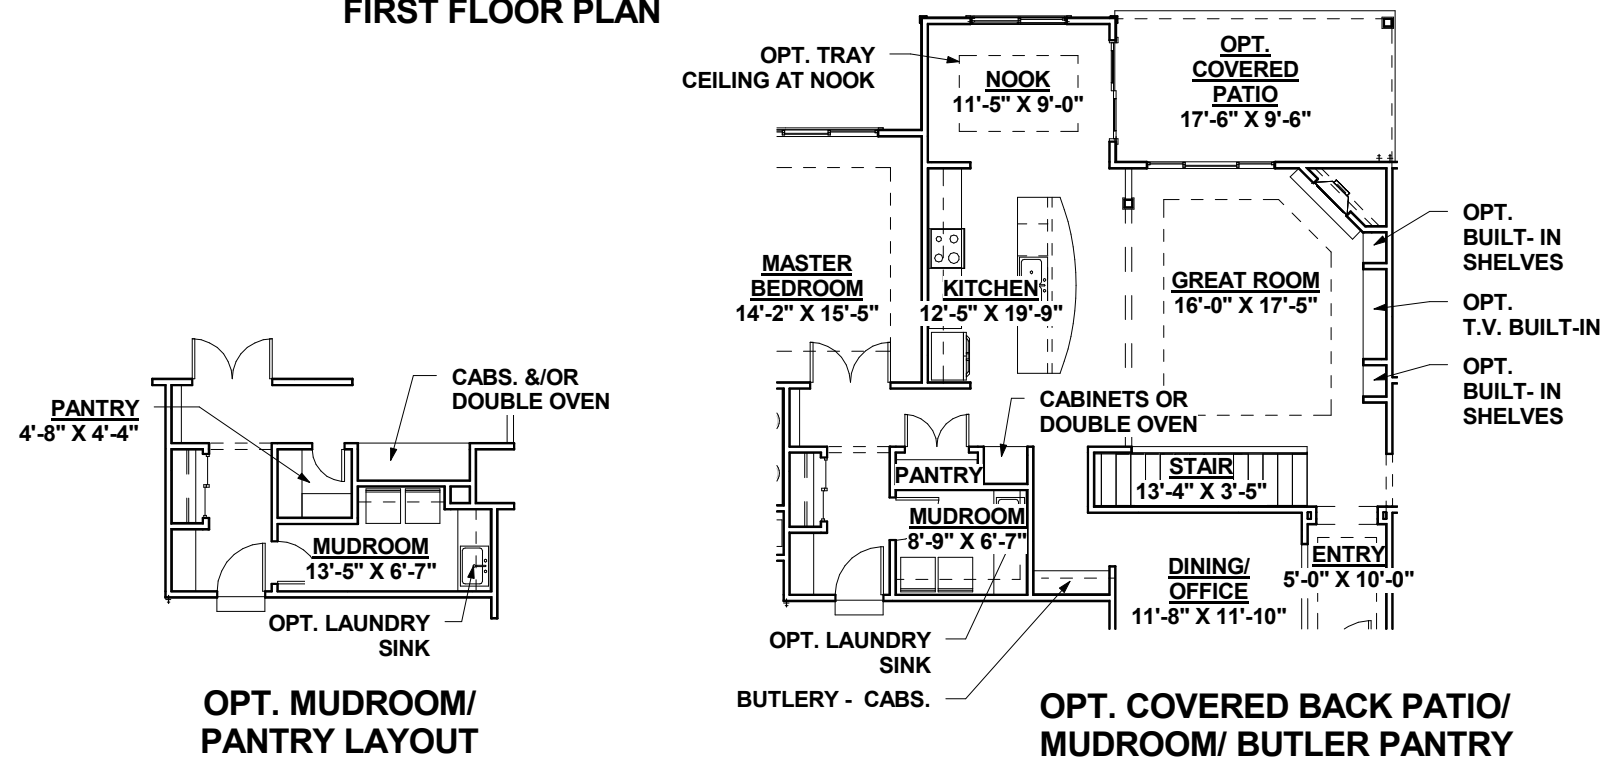 FIRST FLOOR PLAN
OPT. TRAY
CEILING AT NOOK
NOOK
11'-5" X 9'-0"
OPT.
COVERED
PATIO
17'-6" X 9'-6"
MASTER
BEDROOM
14'-2" X 15'-5"
KITCHEN
12'-5" X 19'-9"
GREAT ROOM
16'-0" X 17'-5"
OPT.
BUILT- IN
SHELVES
OPT.
T.V. BUILT-IN
OPT.
BUILT- IN
SHELVES
CABINETS OR
DOUBLE OVEN
PANTRY
STAIR
13'-4" X 3'-5"
MUDROOM
8'-9" X 6'-7"
DINING/
OFFICE
11'-8" X 11'-10"
ENTRY
5'-0" X 10'-0"
OPT. LAUNDRY
SINK
BUTLERY - CABS.
OPT. COVERED BACK PATIO/
MUDROOM/ BUTLER PANTRY
PANTRY
4'-8" X 4'-4"
CABS. &/OR
DOUBLE OVEN
MUDROOM
13'-5" X 6'-7"
OPT. LAUNDRY
SINK
OPT. MUDROOM/
PANTRY LAYOUT